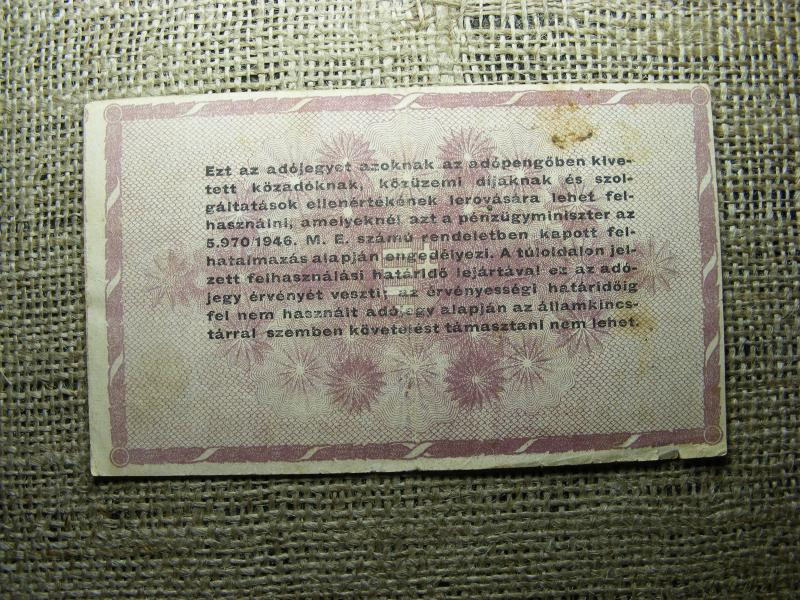 Ezt az adójegyet azoknak az adópengőben kive-
tett közadóknak, közüzemi díjaknak és szol-
gáltatások ellenértékének lerovására lehet fel-
használni, amelyeknél azt a pénzügyminiszter az
5.970/1946. M. E. számú rendeletben kapott fel-
hatalmazás alapján engedélyezi. A túloldalon jel-
zett felhasználási határidő lejártával ez az adó-
jegy érvényét veszti; az érvényességi határidőig
fel nem használt adójegy alapján az államkincs-
tárral szemben követelést támasztani nem lehet.